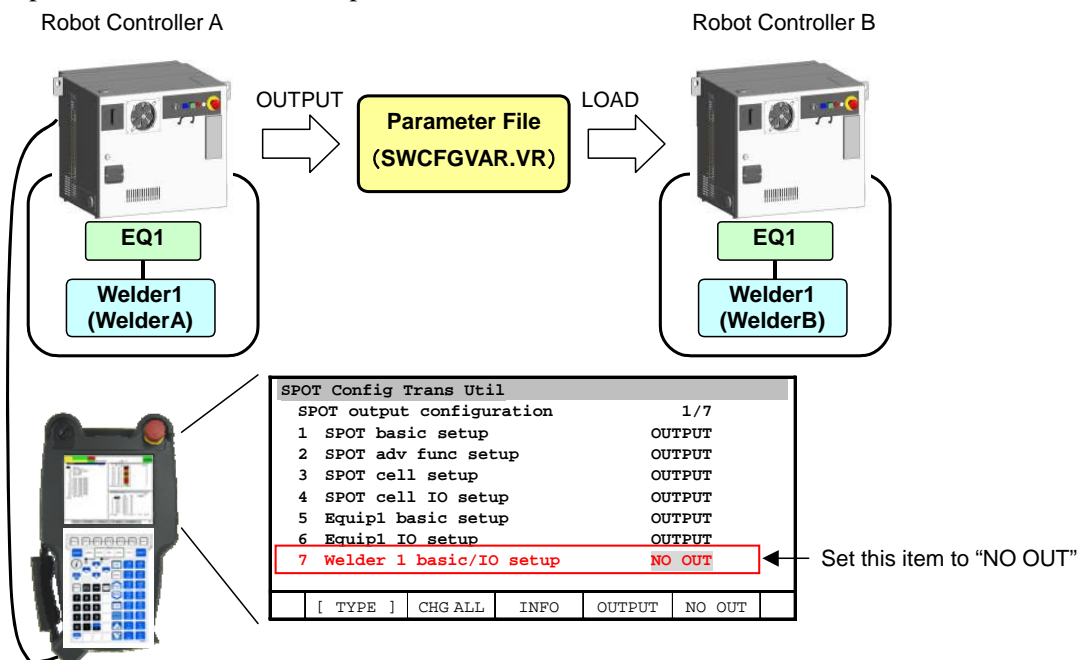 Robot Controller A
Robot Controller B
OUTPUT
LOAD
Parameter File
（SWCFGVAR.VR）
EQ1
Welder1
(WelderA)
EQ1
Welder1
(WelderB)
SPOT Config Trans Util
SPOT output configuration 1/7
1 SPOT basic setup OUTPUT
2 SPOT adv func setup OUTPUT
3 SPOT cell setup OUTPUT
4 SPOT cell IO setup OUTPUT
5 Equip1 basic setup OUTPUT
6 Equip1 IO setup OUTPUT
7 Welder 1 basic/IO setup NO OUT
Set this item to “NO OUT”
[ TYPE ] CHG ALL INFO OUTPUT NO OUT